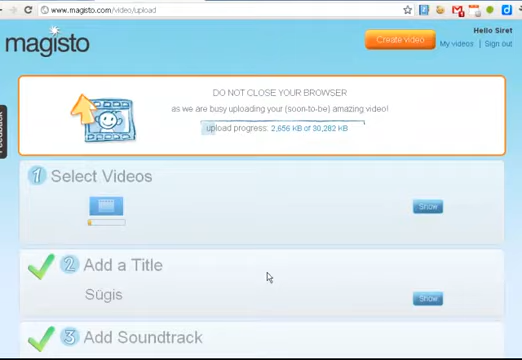 www.magisto.com/video/upload
Hello Siret
magisto
Create video
My videos | Sign out
DO NOT CLOSE YOUR BROWSER
as we are busy uploading your (soon-to-be) amazing video!
upload progress: 2,656 KB of 30,282 KB
Feedback
1 Select Videos
Show
2 Add a Title
Sügis
Show
3 Add Soundtrack